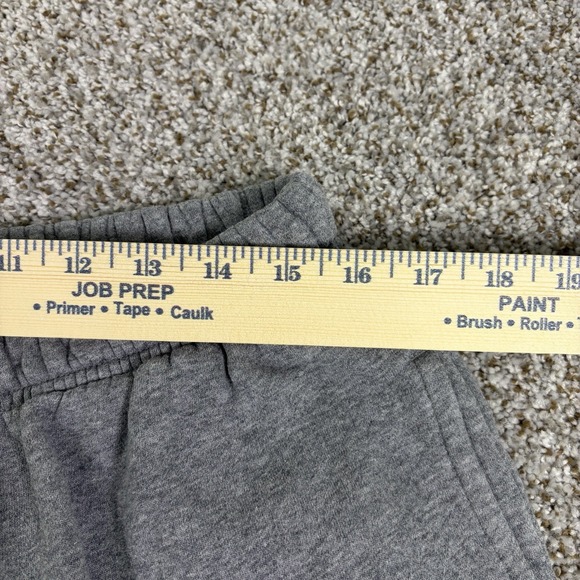 11 12 13 14 15 16 17 18 19
JOB PREP PAINT
• Primer • Tape • Caulk • Brush • Roller •